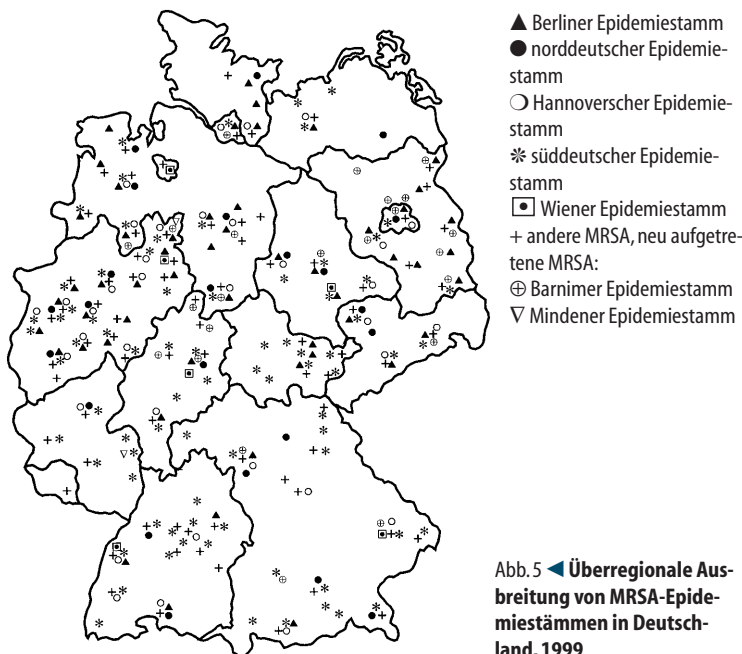 ▲ Berliner Epidemiestamm
● norddeutscher Epidemie-
stamm
❍ Hannoverscher Epidemie-
stamm
✻ süddeutscher Epidemie-
stamm
⊡ Wiener Epidemiestamm
+ andere MRSA, neu aufgetre-
tene MRSA:
⊕ Barnimer Epidemiestamm
∇ Mindener Epidemiestamm
Abb. 5 ◀ Überregionale Aus-
breitung von MRSA-Epide-
miestämmen in Deutsch-
land, 1999